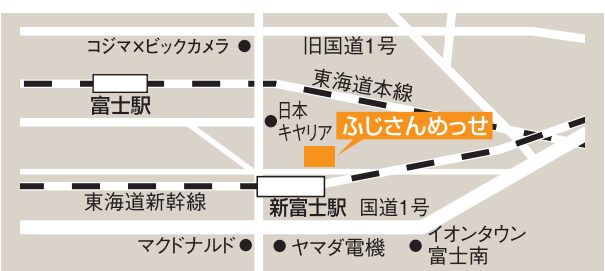 コジマ×ビックカメラ
旧国道1号
東海道本線
富士駅
日本
キヤリア
ふじさんめっせ
東海道新幹線
新富士駅
国道1号
マクドナルド
ヤマダ電機
イオンタウン
富士南